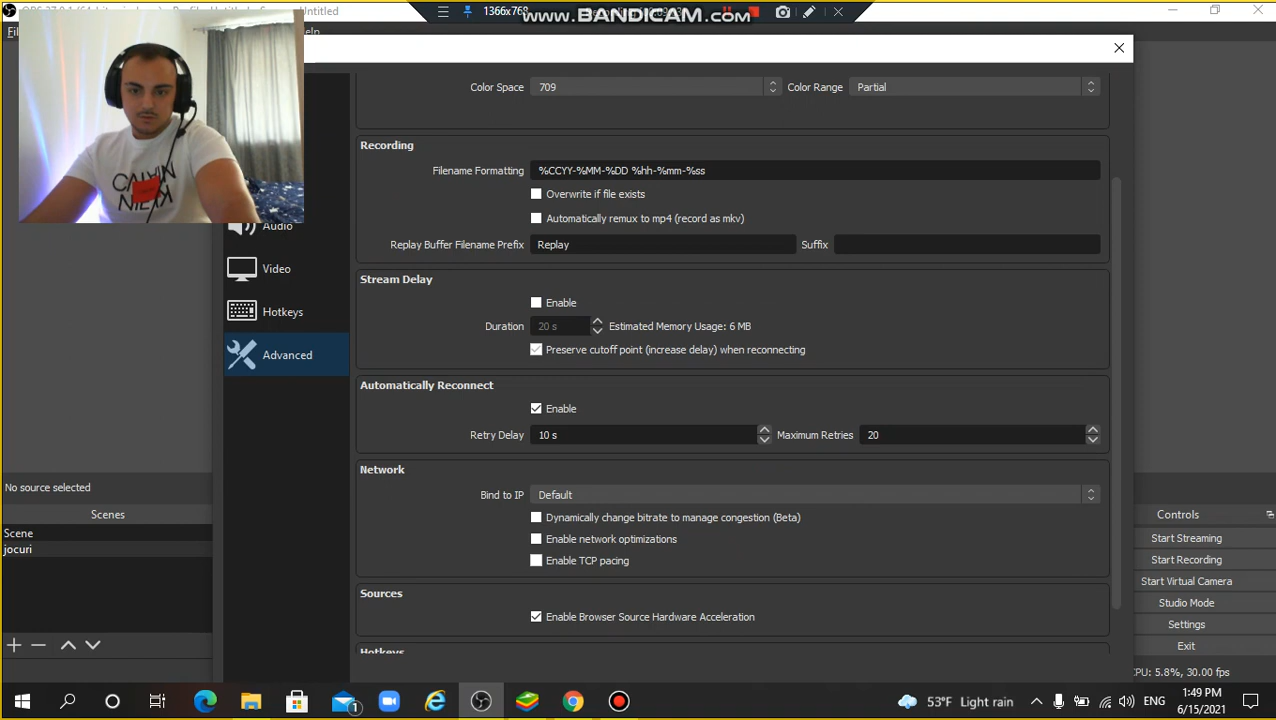 1366x768
www.BANDICAM.com
Color Space 709 Color Range Partial
Recording
Filename Formatting %CCYY-%MM-%DD %hh-%mm-%ss
Overwrite if file exists
Automatically remux to mp4 (record as mkv)
Replay Buffer Filename Prefix Replay Suffix
Stream Delay
Enable
Duration 20 s Estimated Memory Usage: 6 MB
Preserve cutoff point (increase delay) when reconnecting
Automatically Reconnect
Enable
Retry Delay 10 s Maximum Retries 20
Network
Bind to IP Default
Dynamically change bitrate to manage congestion (Beta)
Enable network optimizations
Enable TCP pacing
Sources
Enable Browser Source Hardware Acceleration
Hotkeys
Audio
Video
Hotkeys
Advanced
CALVIN
KLEIN
No source selected
Scenes
Scene
jocuri
Controls
Start Streaming
Start Recording
Start Virtual Camera
Studio Mode
Settings
Exit
CPU: 5.8%, 30.00 fps
1
53°F Light rain
ENG
1:49 PM
6/15/2021